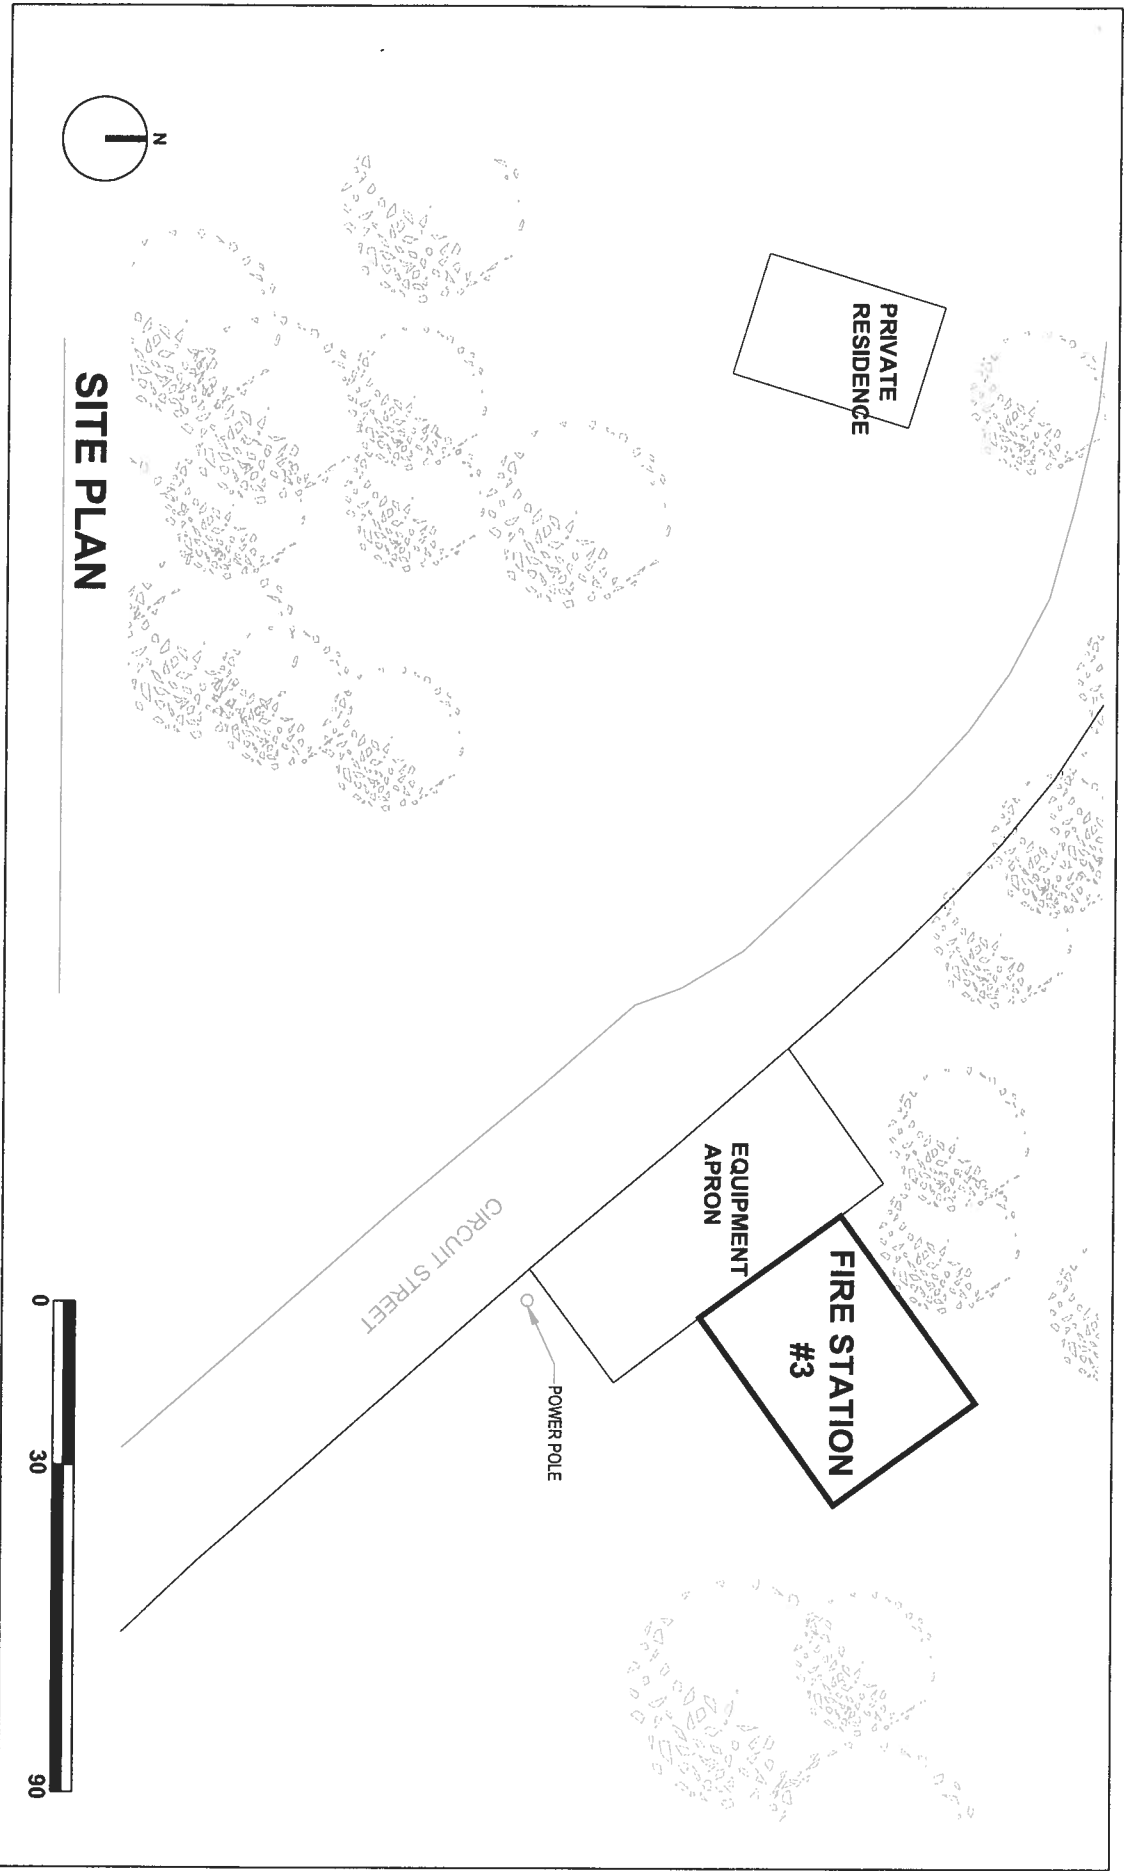 PRIVATE
RESIDENCE
FIRE STATION
#3
EQUIPMENT
APRON
POWER POLE
CIRCUIT STREET
N
SITE PLAN
0
30
90